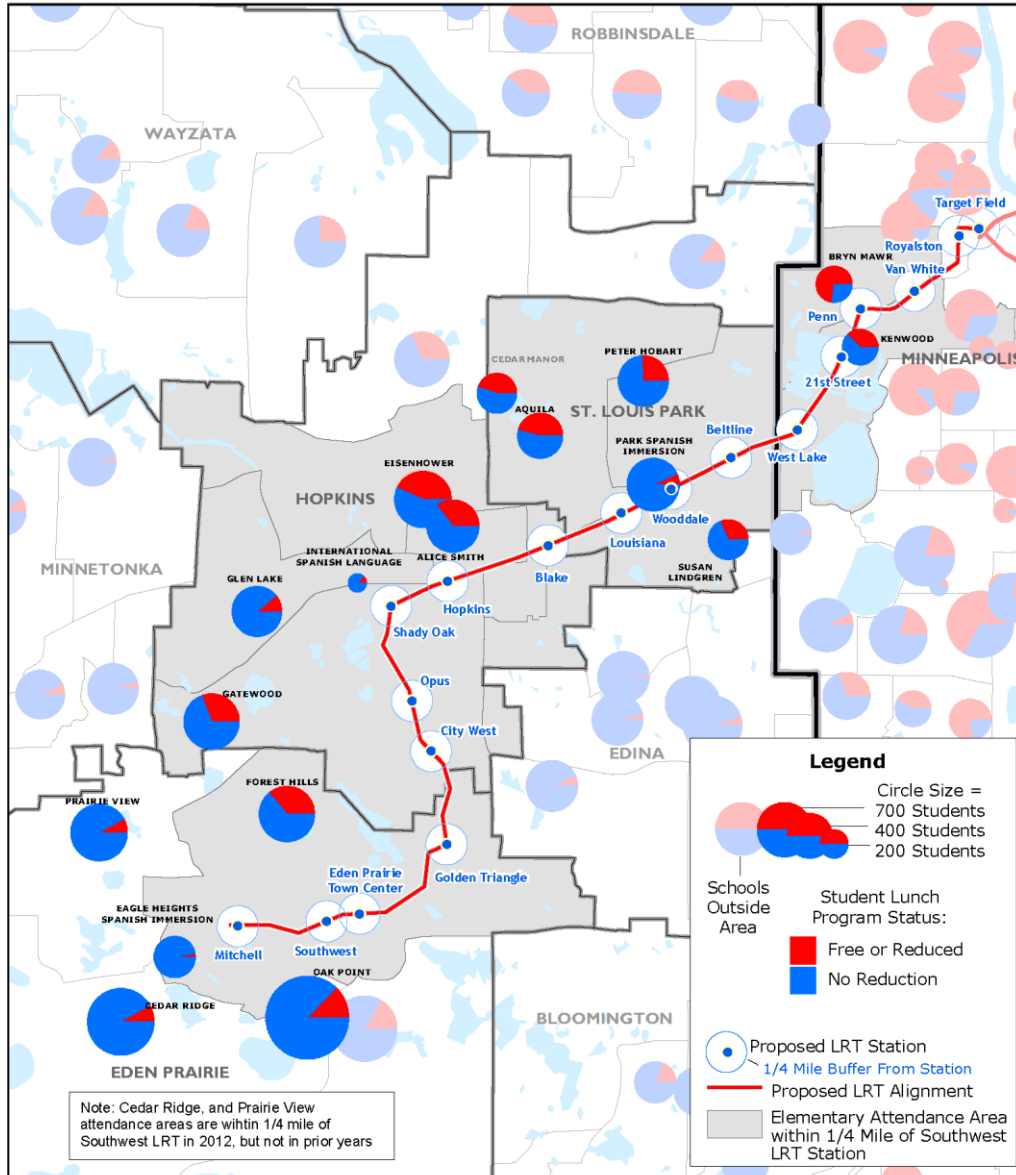 ROBBINSDALE
WAYZATA
Target Field
Royalston
BRYN MAWR
Van White
Penn
KENWOOD
MINNEAPOLIS
21st Street
CEDAR MANOR
PETER HOBART
AQUILA
ST. LOUIS PARK
Beltline
PARK SPANISH
IMMERSION
West Lake
EISENHOWER
HOPKINS
Wooddale
Louisiana
INTERNATIONAL
SPANISH LANGUAGE
ALICE SMITH
MINNETONKA
GLEN LAKE
Blake
SUSAN
LINDGREN
Hopkins
Shady Oak
Opus
GATEWOOD
City West
EDINA
FOREST HILLS
PRAIRIE VIEW
Golden Triangle
Eden Prairie
Town Center
EAGLE HEIGHTS
SPANISH IMMERSION
Mitchell
Southwest
OAK POINT
CEDAR RIDGE
BLOOMINGTON
EDEN PRAIRIE
Note: Cedar Ridge, and Prairie View
attendance areas are whithin 1/4 mile of
Southwest LRT in 2012, but not in prior years
Legend
Circle Size =
700 Students
400 Students
200 Students
Schools
Outside
Area
Student Lunch
Program Status:
Free or Reduced
No Reduction
Proposed LRT Station
1/4 Mile Buffer From Station
Proposed LRT Alignment
Elementary Attendance Area
within 1/4 Mile of Southwest
LRT Station